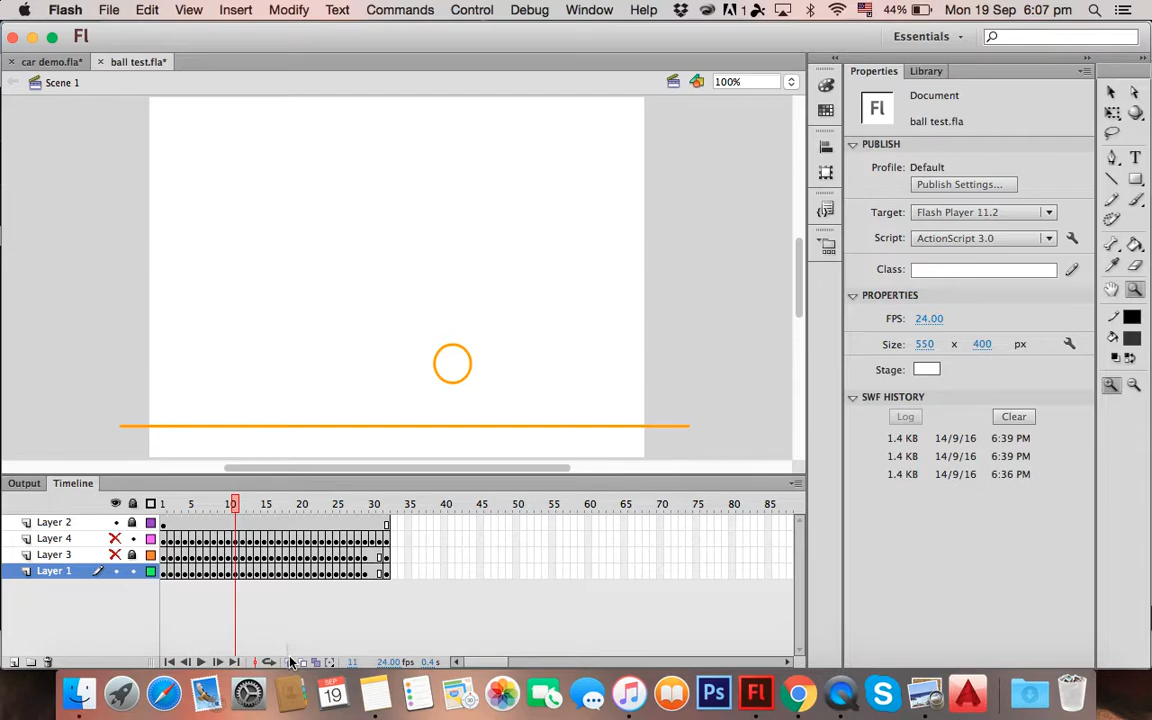 Flash File Edit View Insert Modify Text Commands Control Debug Window Help 1 44% Mon 19 Sep 6:07 pm
Fl Essentials
car demo.fla* ball test.fla*
Scene 1 100%
Properties Library
Fl Document
ball test.fla
PUBLISH
Profile: Default
Publish Settings...
Target: Flash Player 11.2
Script: ActionScript 3.0
Class:
PROPERTIES
FPS: 24.00
Size: 550 x 400 px
Stage:
SWF HISTORY
Log Clear
1.4 KB 14/9/16 6:39 PM
1.4 KB 14/9/16 6:39 PM
1.4 KB 14/9/16 6:36 PM
Output Timeline
1 5 10 15 20 25 30 35 40 45 50 55 60 65 70 75 80 85
Layer 2
Layer 4
Layer 3
Layer 1
11 24.00 fps 0.4 s
SEP 19 Ps Fl